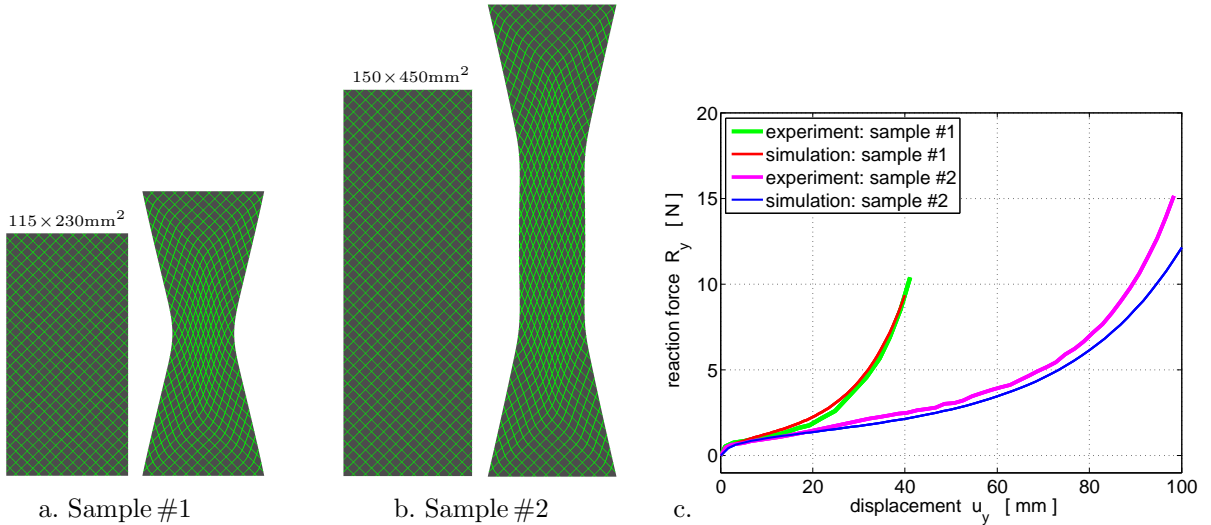 115×230mm²
150×450mm²
a. Sample #1
b. Sample #2
c.
experiment: sample #1
simulation: sample #1
experiment: sample #2
simulation: sample #2
reaction force R_y [ N ]
20
15
10
5
0
0 20 40 60 80 100
displacement u_y [ mm ]